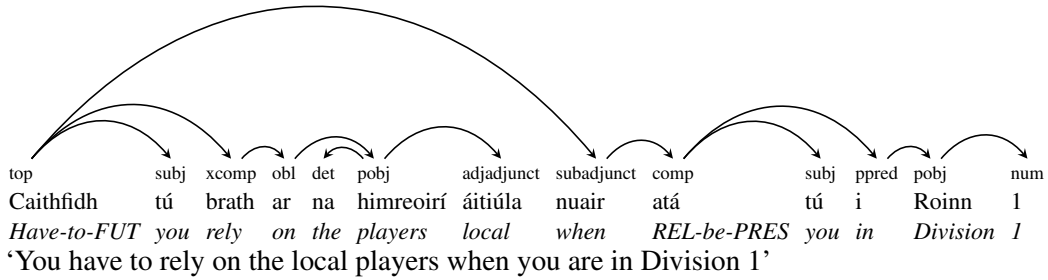 top subj xcomp obl det pobj adjadjunct subadjunct comp subj ppred pobj num
Caithfidh tú brath ar na himreoirí áitiúla nuair atá tú i Roinn 1
Have-to-FUT you rely on the players local when REL-be-PRES you in Division 1
‘You have to rely on the local players when you are in Division 1’